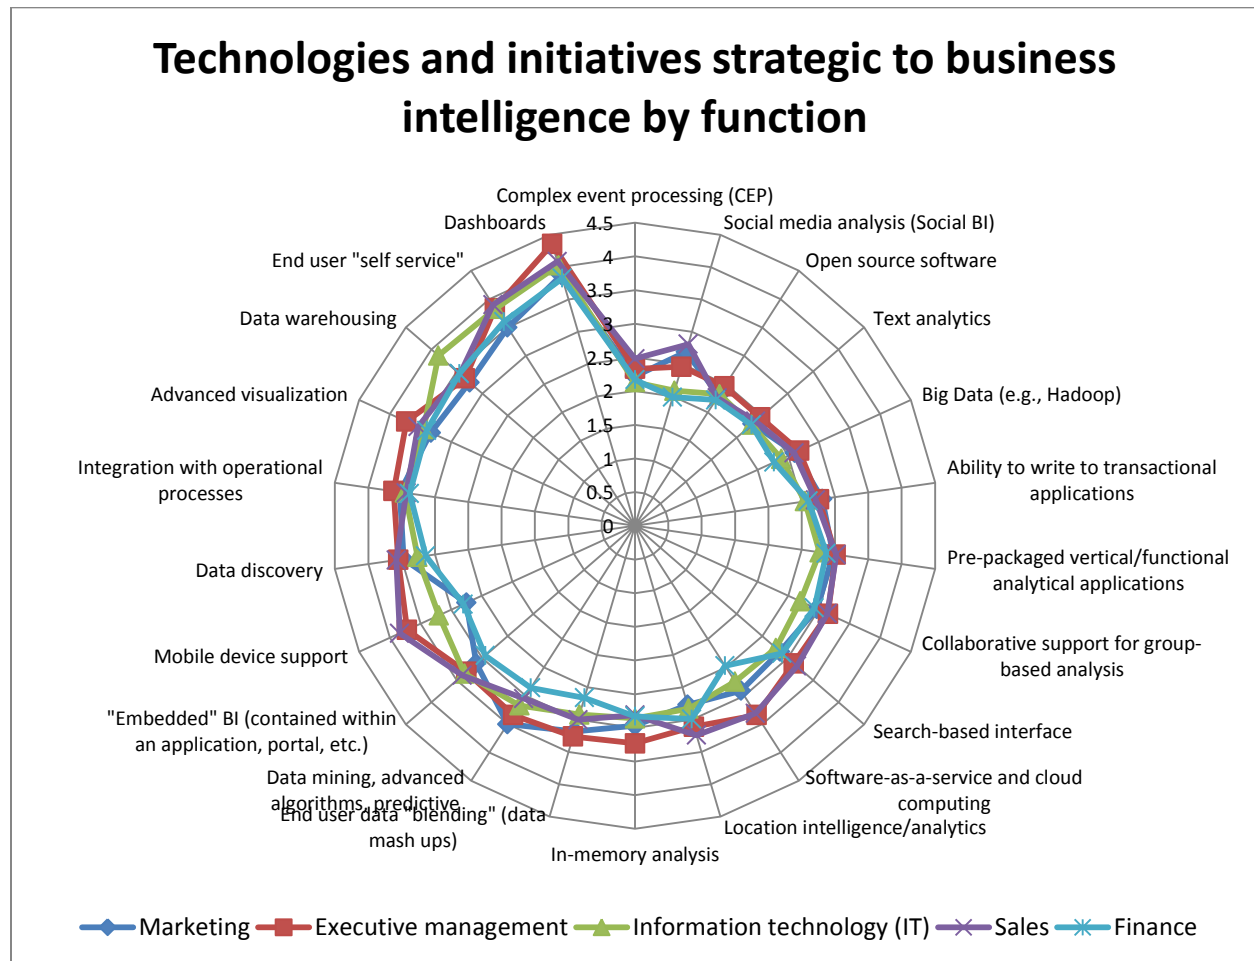 Technologies and initiatives strategic to business
intelligence by function
Complex event processing (CEP)
Social media analysis (Social BI)
Open source software
Text analytics
Big Data (e.g., Hadoop)
Ability to write to transactional
applications
Pre-packaged vertical/functional
analytical applications
Collaborative support for group-
based analysis
Search-based interface
Software-as-a-service and cloud
computing
Location intelligence/analytics
In-memory analysis
End user data "blending" (data
mash ups)
Data mining, advanced
algorithms, predictive
"Embedded" BI (contained within
an application, portal, etc.)
Mobile device support
Data discovery
Integration with operational
processes
Advanced visualization
Data warehousing
End user "self service"
Dashboards
4.5
4
3.5
3
2.5
2
1.5
1
0.5
0
Marketing
Executive management
Information technology (IT)
Sales
Finance